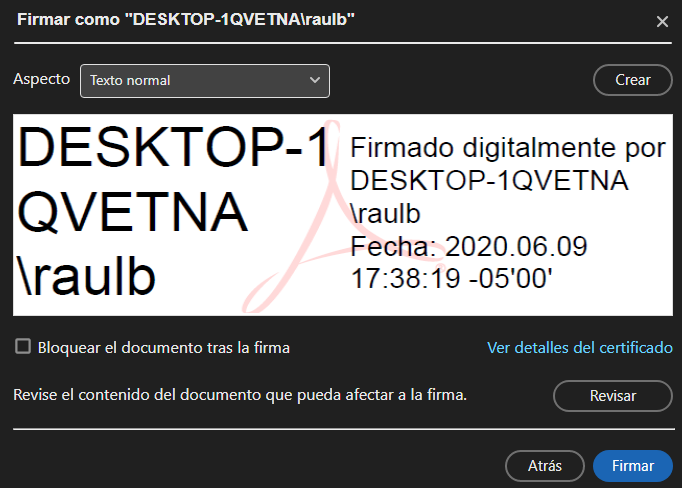 Firmar como "DESKTOP-1QVETNA\raulb"
Aspecto
Texto normal
Crear
DESKTOP-1
QVETNA
\raulb
Firmado digitalmente por
DESKTOP-1QVETNA
\raulb
Fecha: 2020.06.09
17:38:19 -05'00'
Bloquear el documento tras la firma
Ver detalles del certificado
Revise el contenido del documento que pueda afectar a la firma.
Revisar
Atrás
Firmar